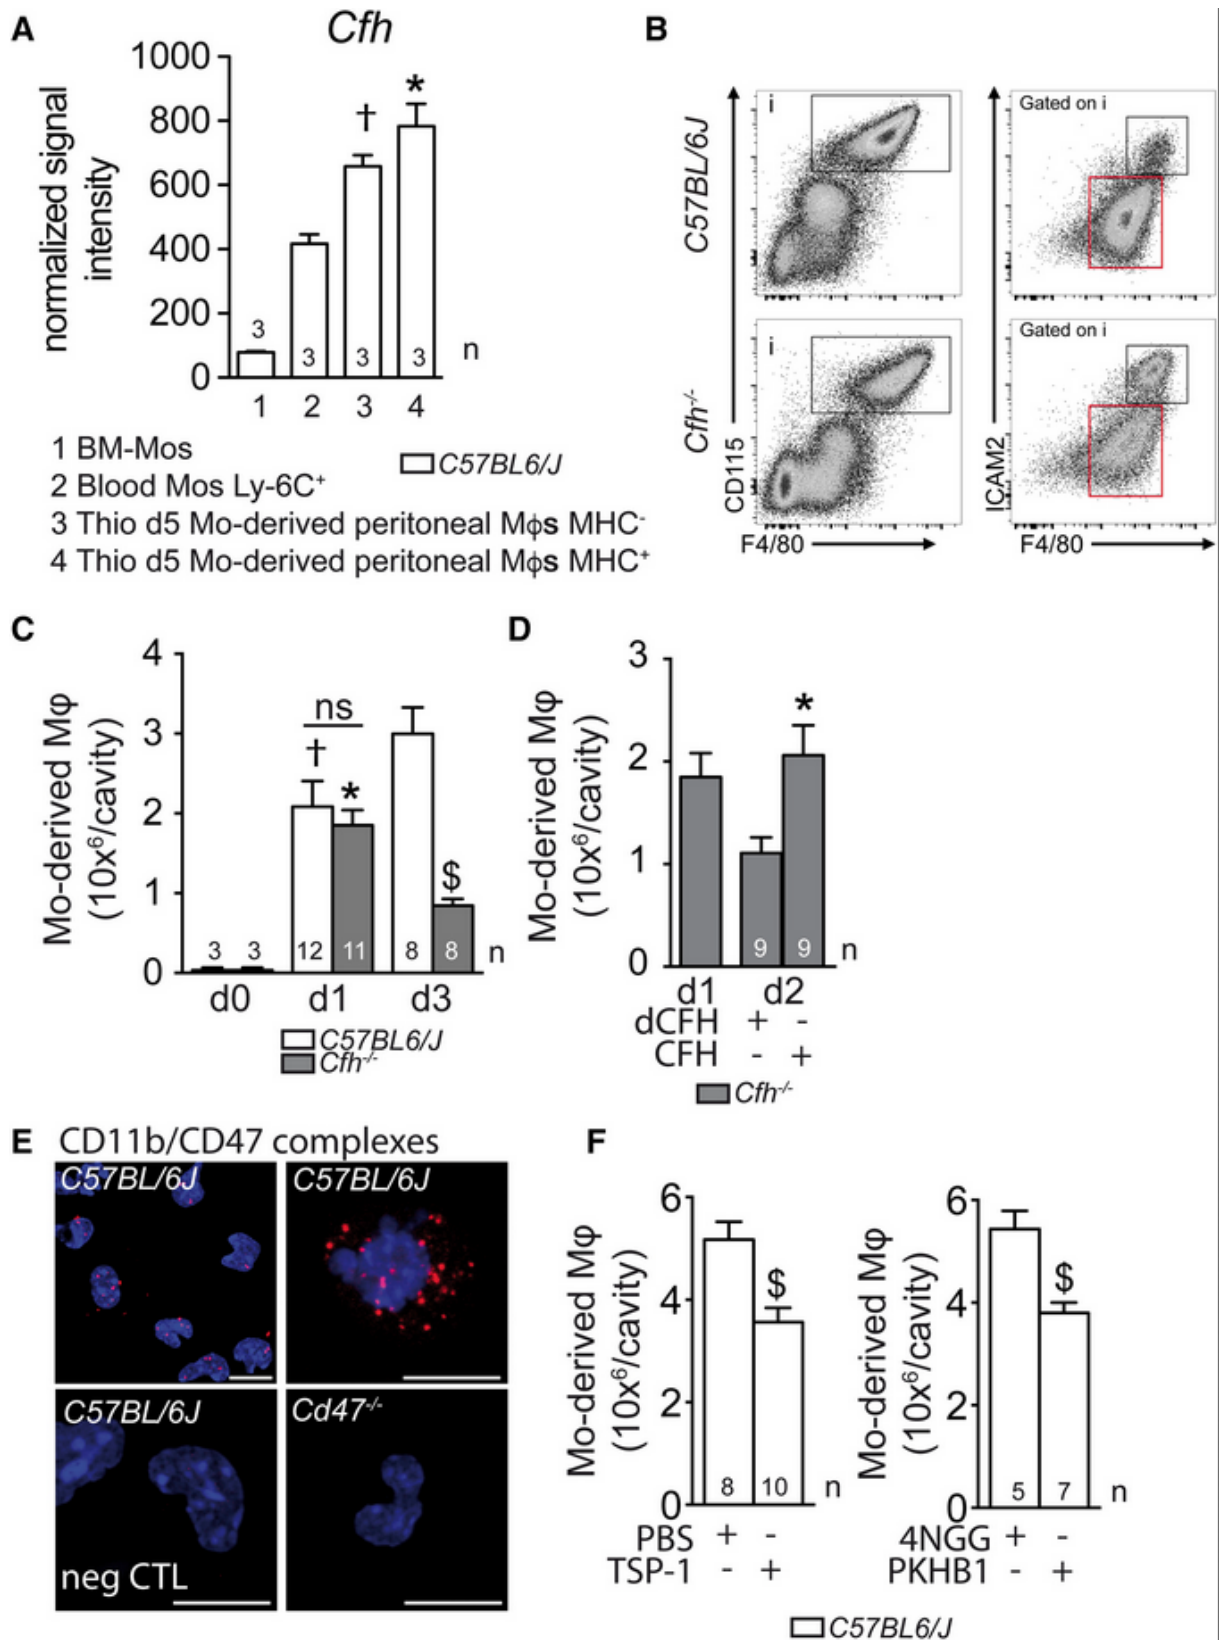 A
Cfh
normalized signal
intensity
1000
800
600
400
200
0
†
*
3
3
3
3
n
1 2 3 4
1 BM-Mos
2 Blood Mos Ly-6C+
3 Thio d5 Mo-derived peritoneal Mϕs MHC-
4 Thio d5 Mo-derived peritoneal Mϕs MHC+
C57BL6/J
B
C57BL/6J
Cfh-/-
i
Gated on i
i
Gated on i
CD115
ICAM2
F4/80
F4/80
C
Mo-derived Mφ
(10x6/cavity)
4
3
2
1
0
ns
†
*
$
3 3 12 11 8 8 n
d0 d1 d3
C57BL6/J
Cfh-/-
D
Mo-derived Mφ
(10x6/cavity)
3
2
1
0
*
9 9 n
d1 d2
dCFH + -
CFH - +
Cfh-/-
E
CD11b/CD47 complexes
C57BL/6J
C57BL/6J
C57BL/6J
neg CTL
Cd47-/-
F
Mo-derived Mφ
(10x6/cavity)
6
4
2
0
$
8 10 n
PBS + -
TSP-1 - +
Mo-derived Mφ
(10x6/cavity)
6
4
2
0
$
5 7 n
4NGG + -
PKHB1 - +
C57BL6/J